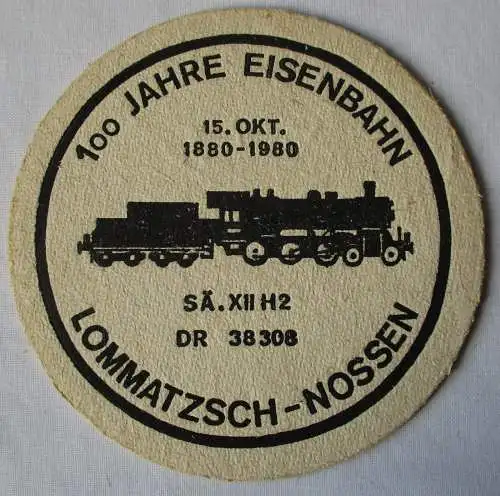 100 JAHRE EISENBAHN
15. OKT.
1880-1980
SÄ. XII H2
DR 38308
LOMMATZSCH-NOSSEN